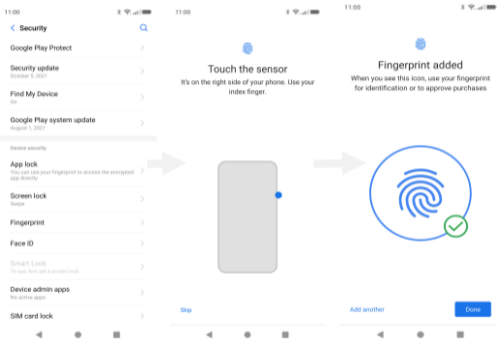 11:00
Security
Google Play Protect
Security update
October 5, 2021
Find My Device
On
Google Play system update
August 1, 2021
Device security
App lock
You can use your fingerprint to access the encrypted
app directly
Screen lock
Swipe
Fingerprint
Face ID
Smart Lock
To use, first set a screen lock
Device admin apps
No active apps
SIM card lock
11:00
Touch the sensor
It's on the right side of your phone. Use your
index finger.
Skip
11:00
Fingerprint added
When you see this icon, use your fingerprint
for identification or to approve purchases
Add another
Done